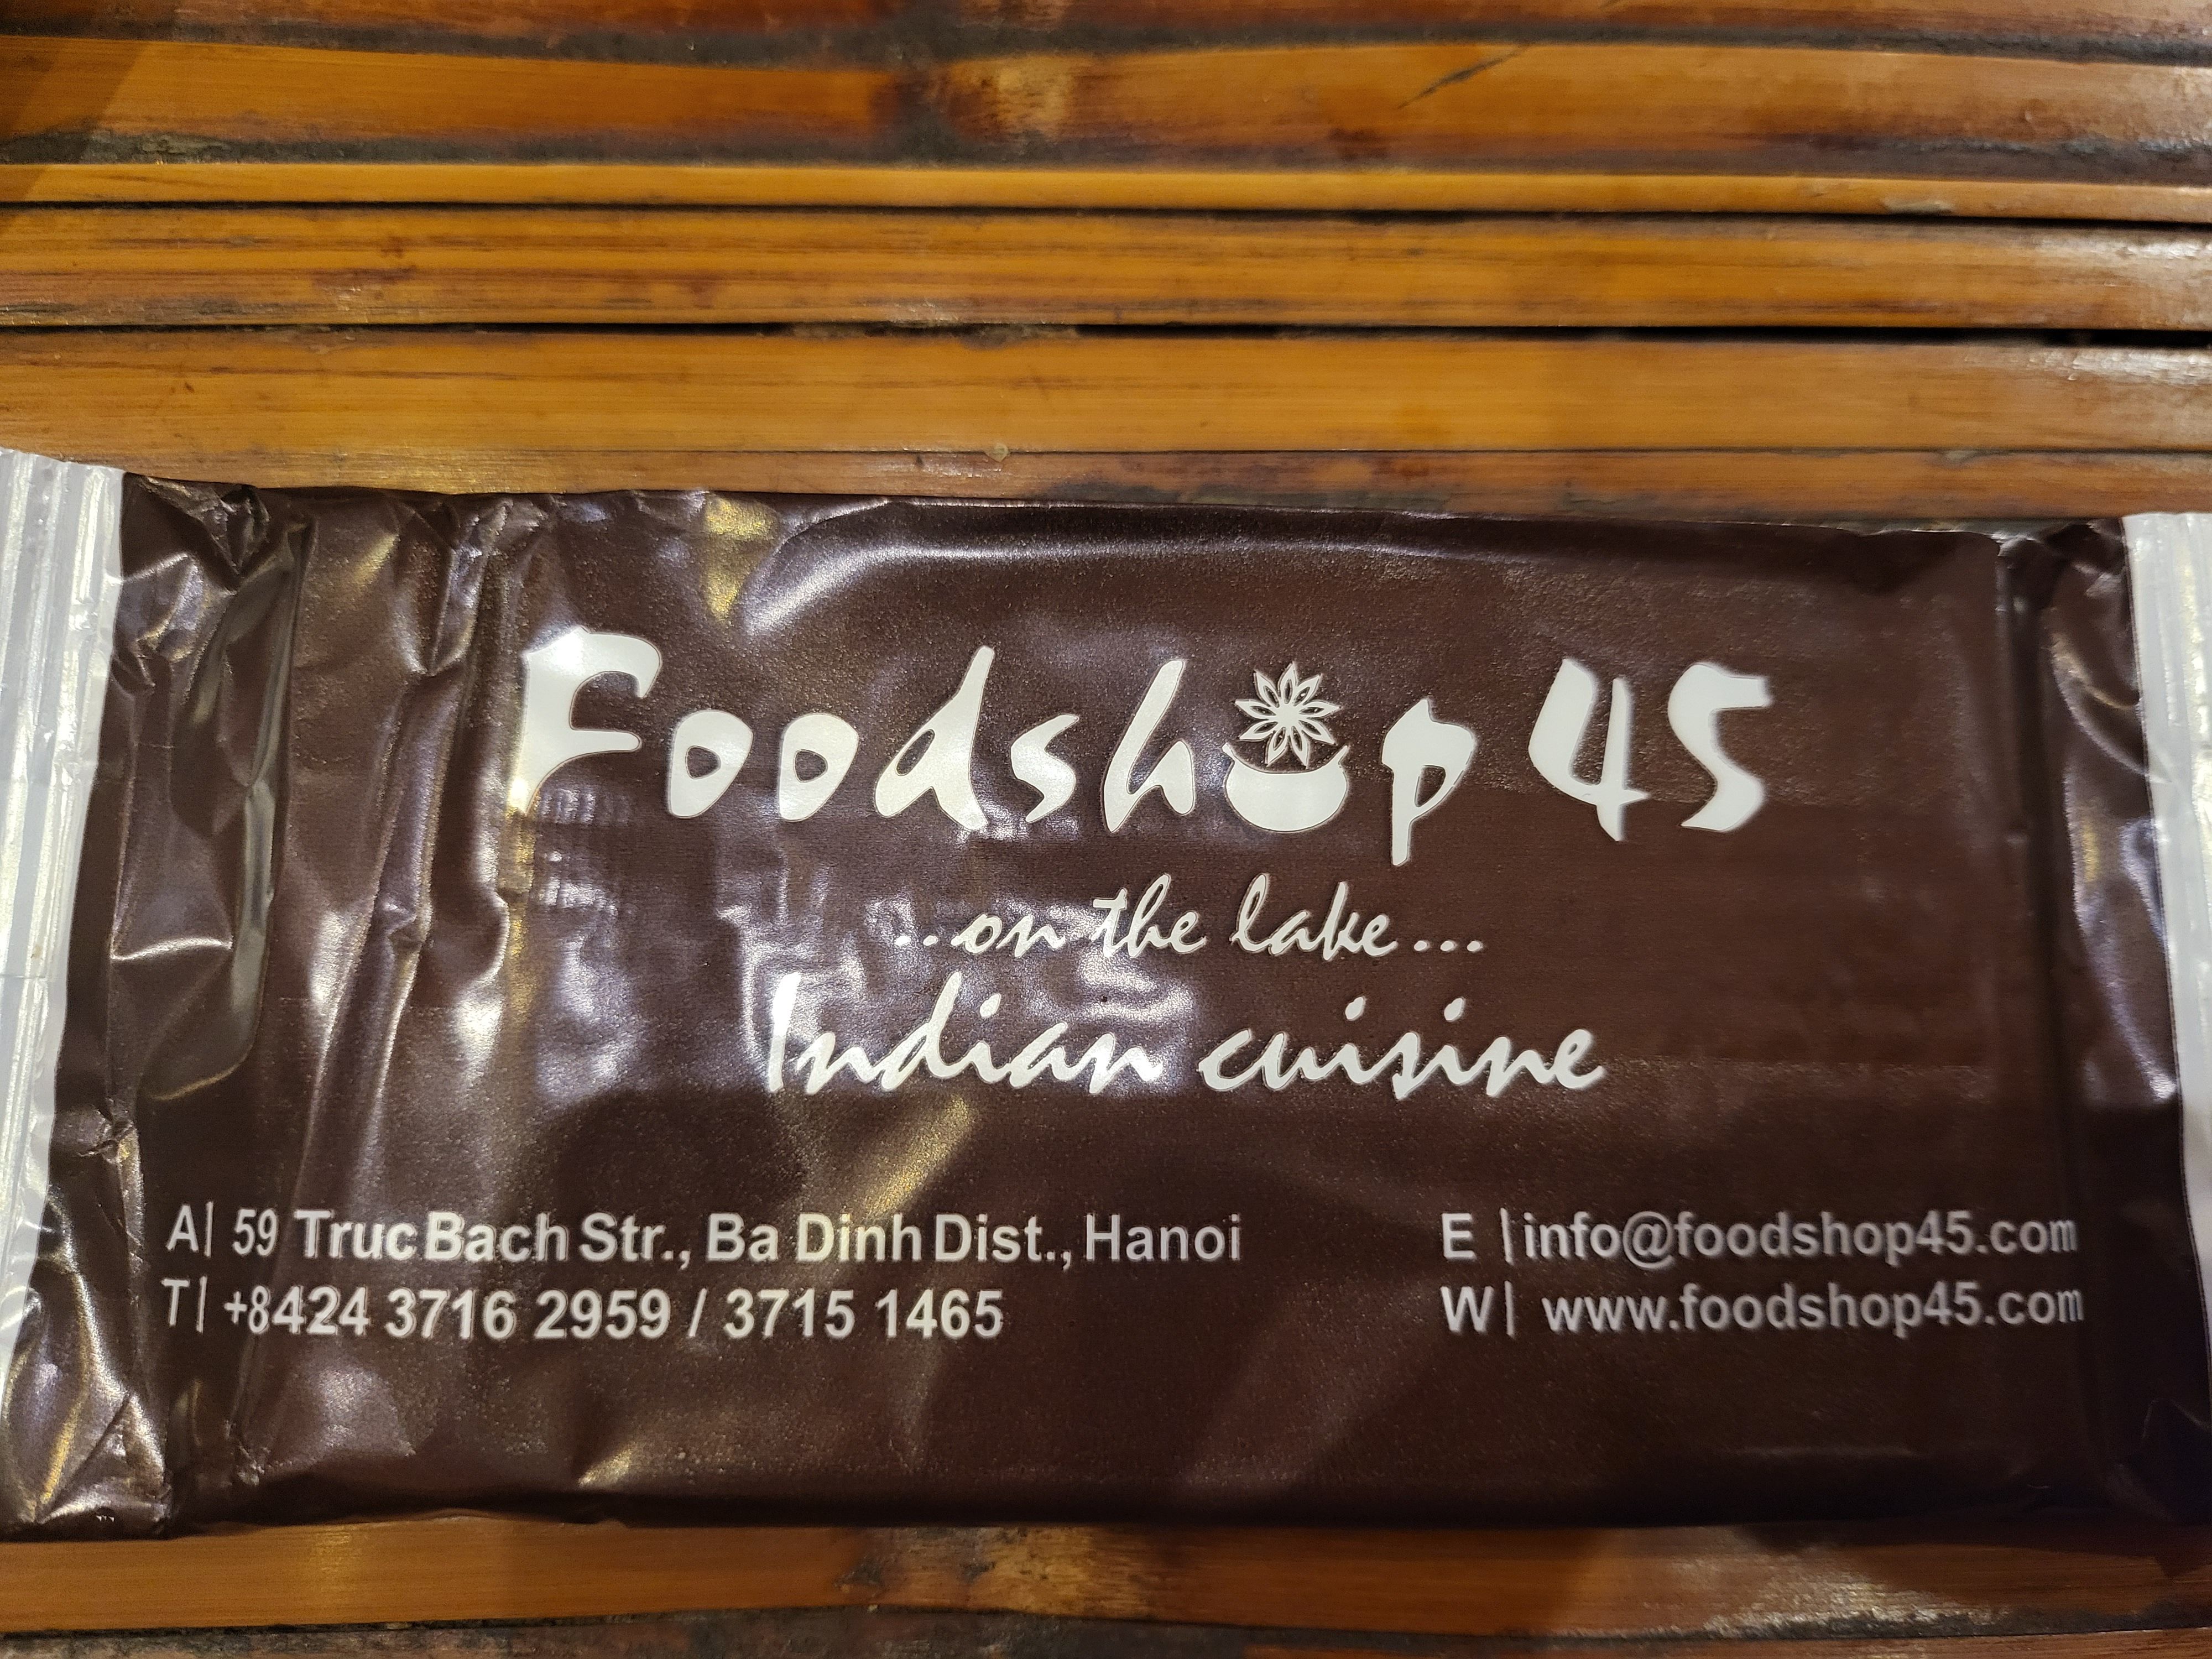 Foodshop 45
..on the lake...
Indian cuisine
A| 59 Truc Bach Str., Ba Dinh Dist., Hanoi
T| +8424 3716 2959 / 3715 1465
E | info@foodshop45.com
W| www.foodshop45.com